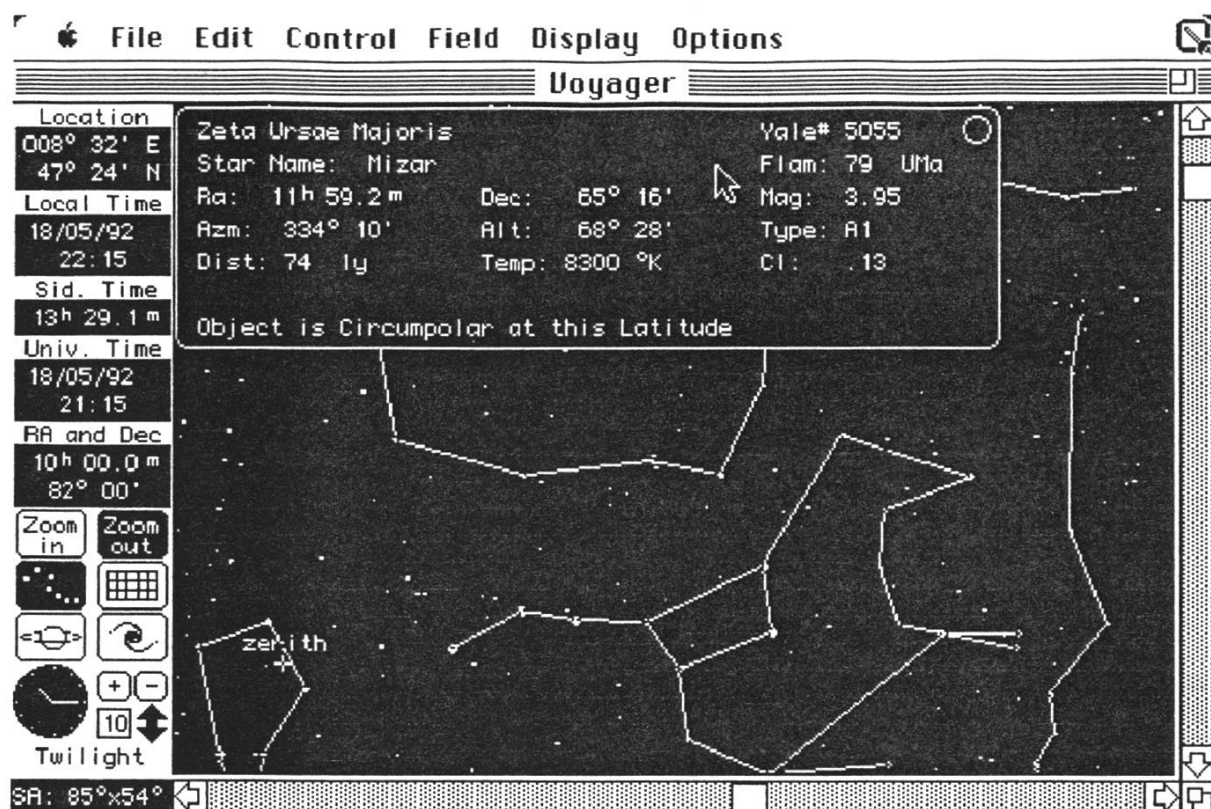 File Edit Control Field Display Options
Voyager
Location
008° 32' E
47° 24' N
Local Time
18/05/92
22:15
Sid. Time
13h 29.1 m
Univ. Time
18/05/92
21:15
RA and Dec
10h 00.0 m
82° 00'
Zoom in
Zoom out
10
Twilight
SA: 85°x54°
Zeta Ursae Majoris Yale# 5055
Star Name: Mizar Flam: 79 UMa
Ra: 11h 59.2 m Dec: 65° 16' Mag: 3.95
Azm: 334° 10' Alt: 68° 28' Type: A1
Dist: 74 ly Temp: 8300 °K CI: .13
Object is Circumpolar at this Latitude
zenith